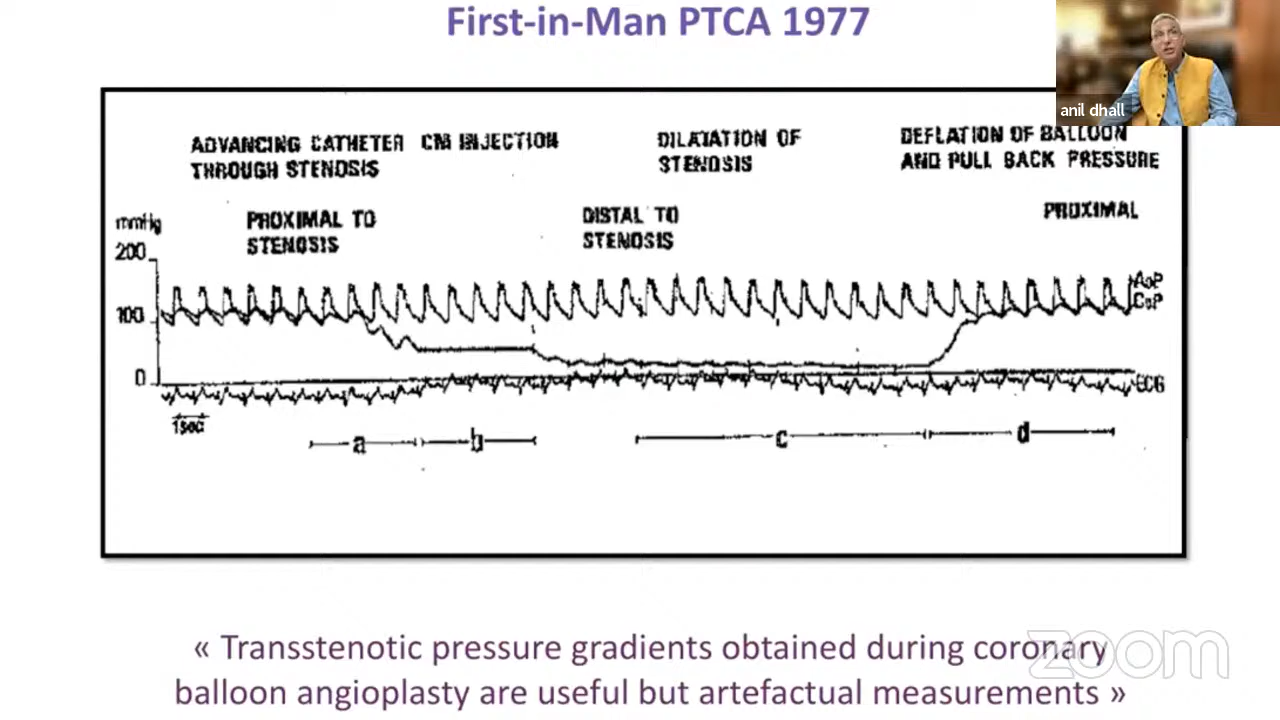 First-in-Man PTCA 1977
anil dhall
ADVANCING CATHETER CM INJECTION
THROUGH STENOSIS
DILATATION OF
STENOSIS
DEFLATION OF BALLOON
AND PULL BACK PRESSURE
PROXIMAL TO
STENOSIS
DISTAL TO
STENOSIS
PROXIMAL
mmHg
200
100
0
AoP
CoP
ECG
1sec
a
b
c
d
« Transstenotic pressure gradients obtained during coronary
balloon angioplasty are useful but artefactual measurements »
zoom